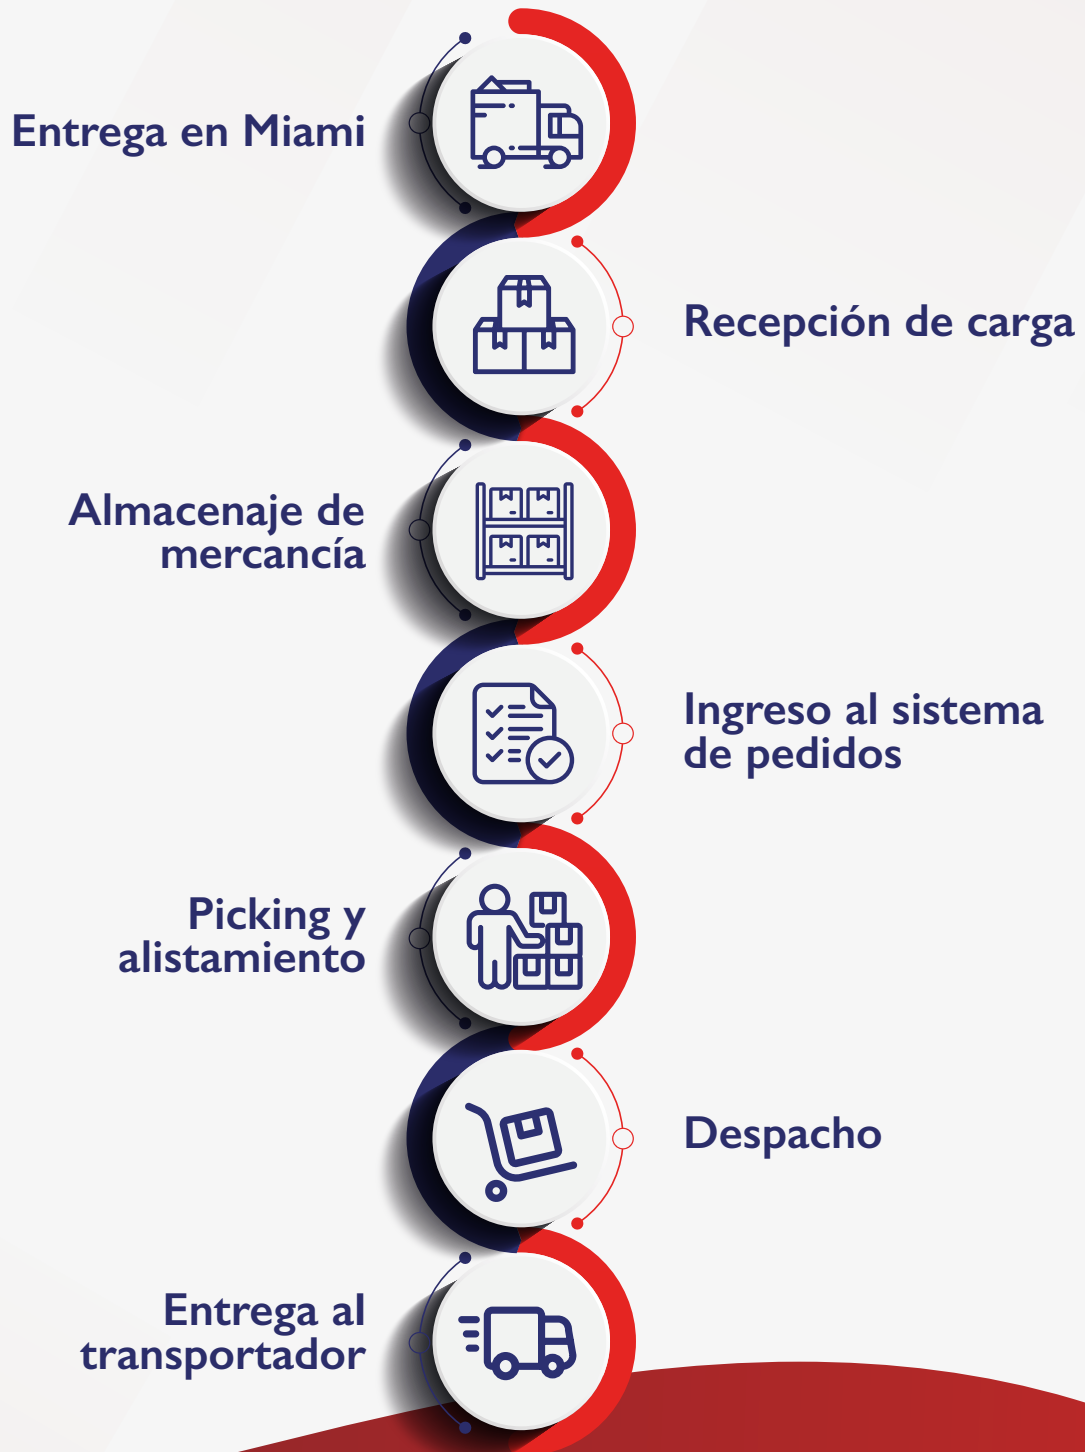 Entrega en Miami
Recepción de carga
Almacenaje de
mercancía
Ingreso al sistema
de pedidos
Picking y
alistamiento
Despacho
Entrega al
transportador